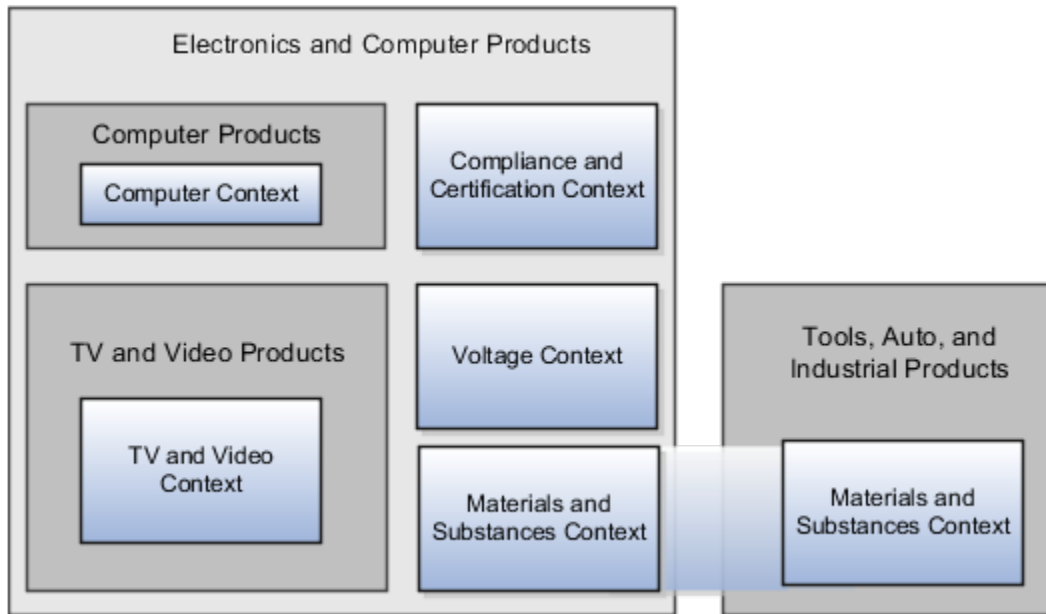 Electronics and Computer Products
Computer Products
Computer Context
Compliance and
Certification Context
TV and Video Products
TV and Video
Context
Voltage Context
Materials and
Substances Context
Tools, Auto, and
Industrial Products
Materials and
Substances Context